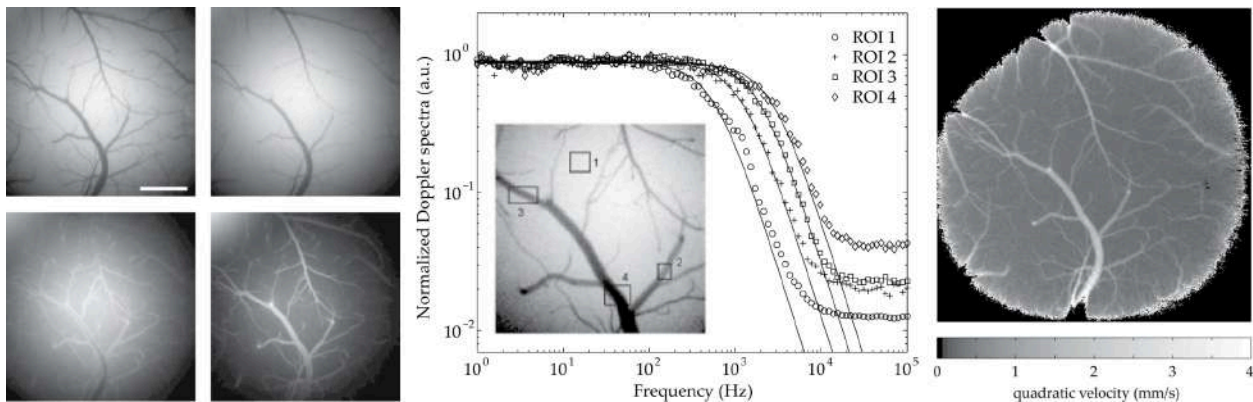 Normalized Doppler spectra (a.u.)
10⁰
10⁻¹
10⁻²
ROI 1
ROI 2
ROI 3
ROI 4
1
3
2
4
10⁰ 10¹ 10² 10³ 10⁴ 10⁵
Frequency (Hz)
0 1 2 3 4
quadratic velocity (mm/s)